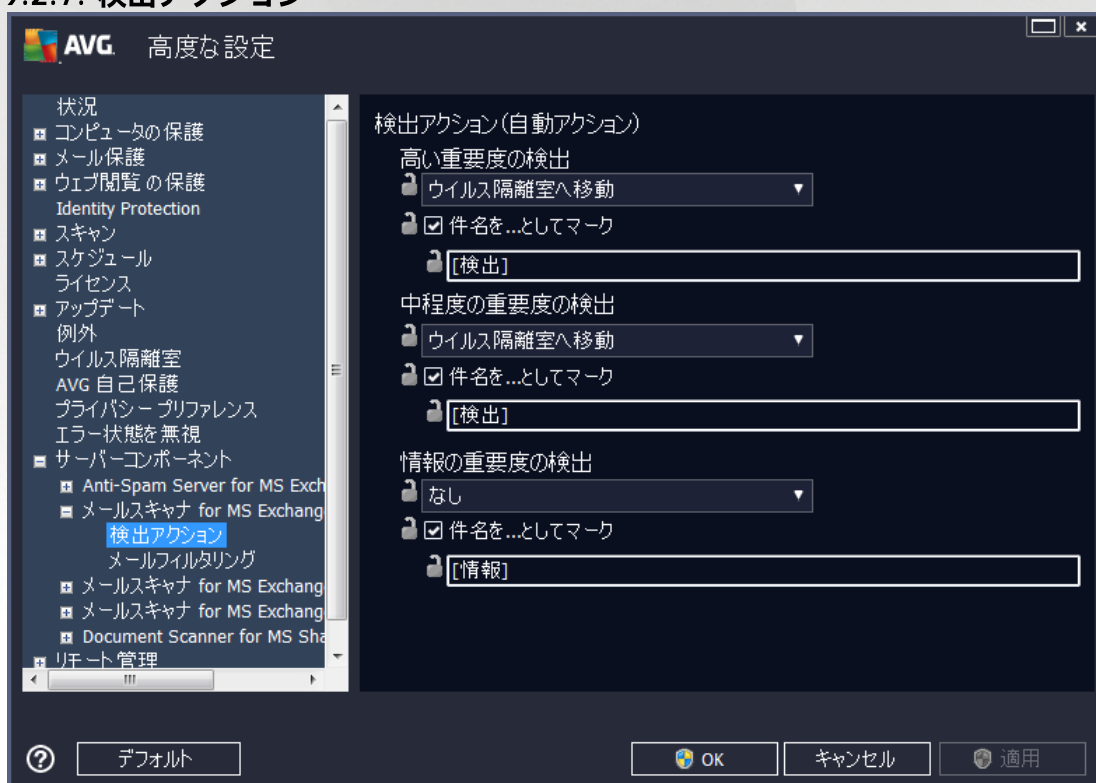 9.2.7. 検出アクション
AVG. 高度な設定
状況
コンピュータの保護
メール保護
ウェブ閲覧 の保護
Identity Protection
スキャン
スケジュール
ライセンス
アップデート
例外
ウイルス隔離室
AVG 自己保護
プライバシー プリファレンス
エラー状態を無視
サーバーコンポーネント
Anti-Spam Server for MS Exch
メールスキャナ for MS Exchang
検出アクション
メールフィルタリング
メールスキャナ for MS Exchang
メールスキャナ for MS Exchang
Document Scanner for MS Sha
リモート管理
検出アクション(自動アクション)
高い重要度の検出
ウイルス隔離室へ移動
件名を...としてマーク
[検出]
中程度の重要度の検出
ウイルス隔離室へ移動
件名を...としてマーク
[検出]
情報の重要度の検出
なし
件名を...としてマーク
[情報]
デフォルト
OK
キャンセル
適用